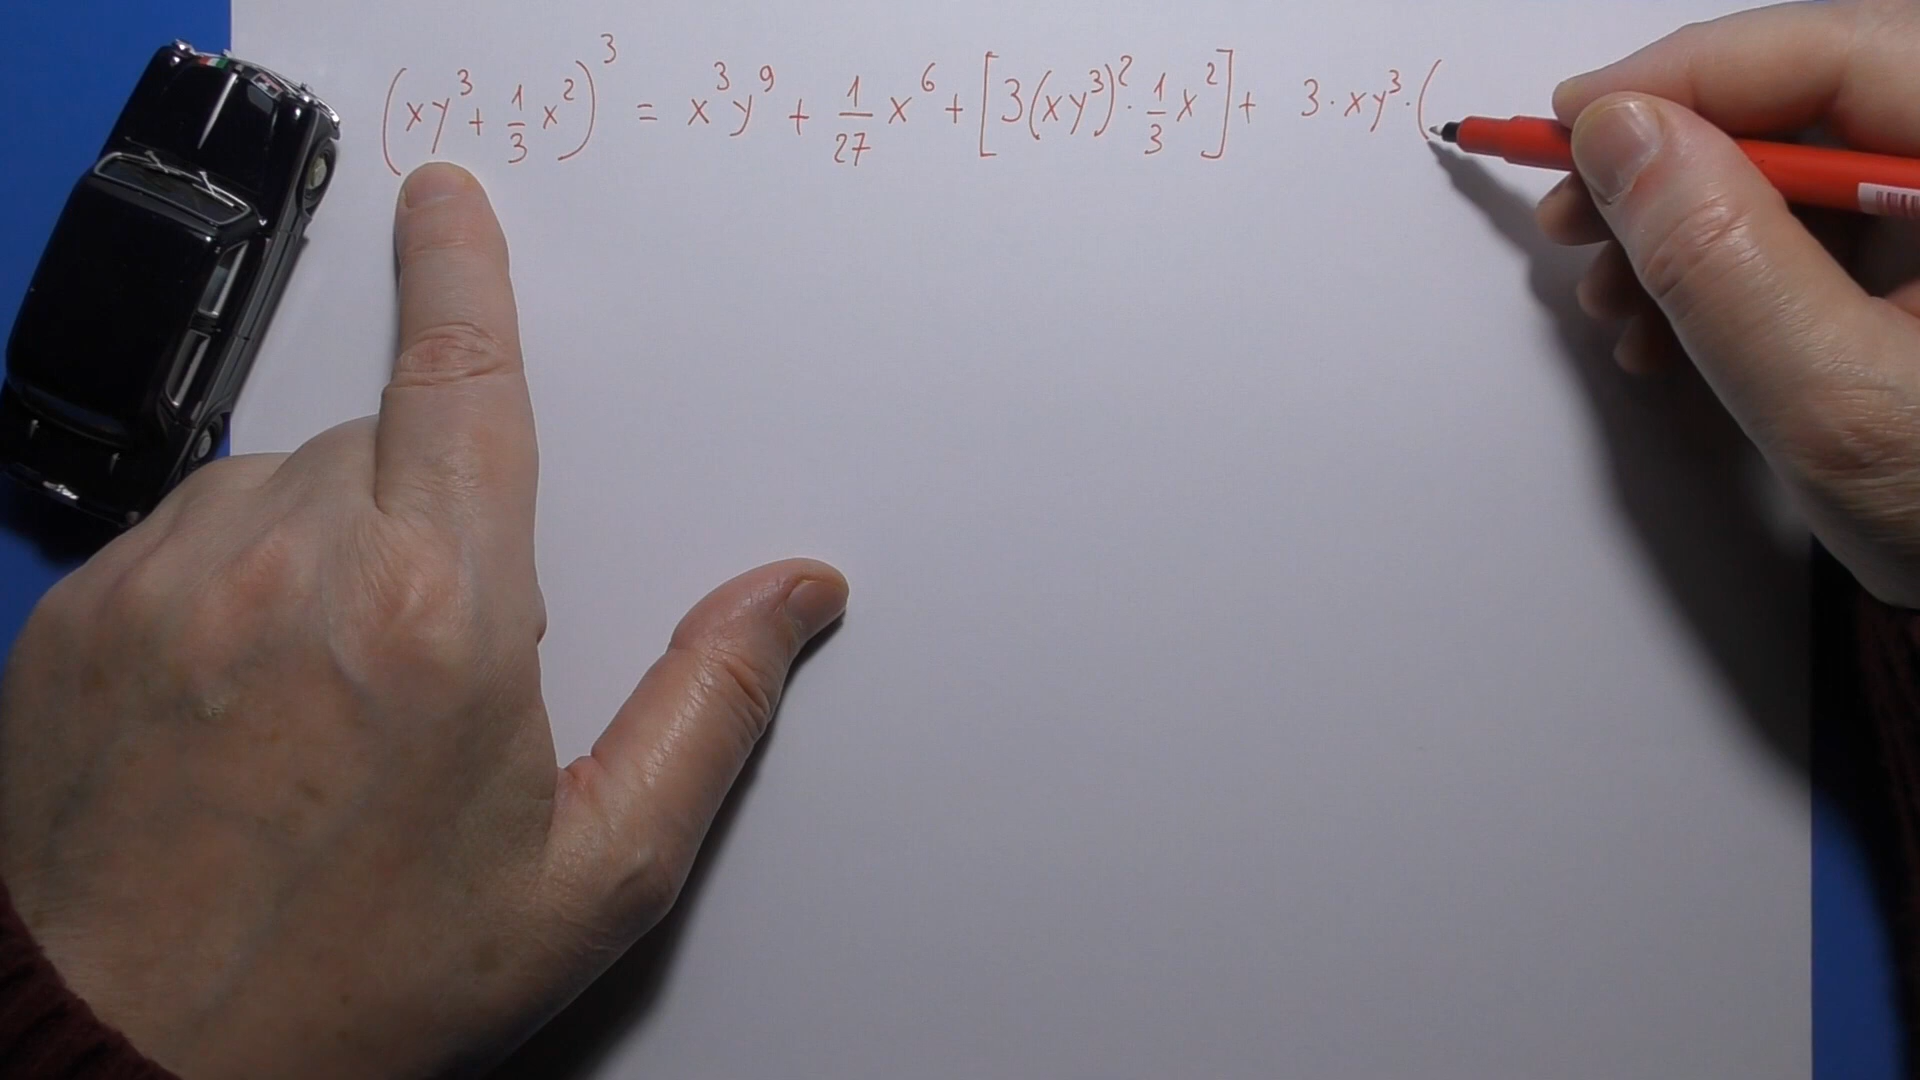 (xy³ + 1/3 x²)³ = x³y⁹ + 1/27 x⁶ + [3(xy³)² · 1/3 x²] + 3 · xy³ · (